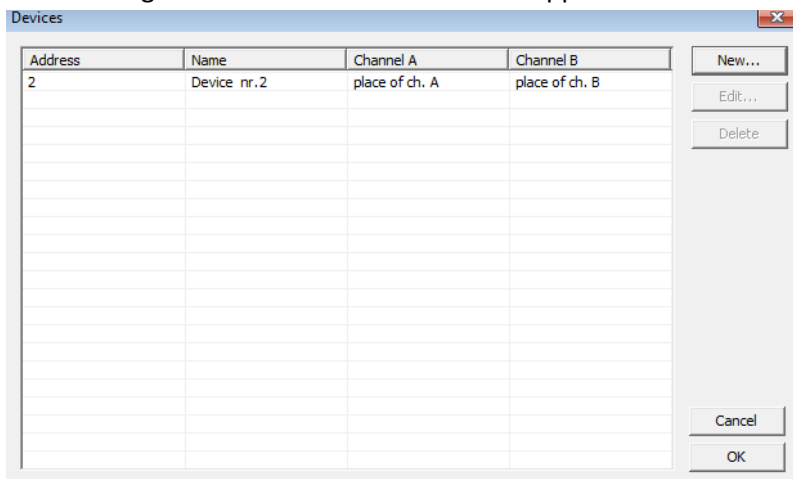 Devices
Address Name Channel A Channel B New...
2 Device nr.2 place of ch. A place of ch. B
Edit...
Delete
Cancel
OK